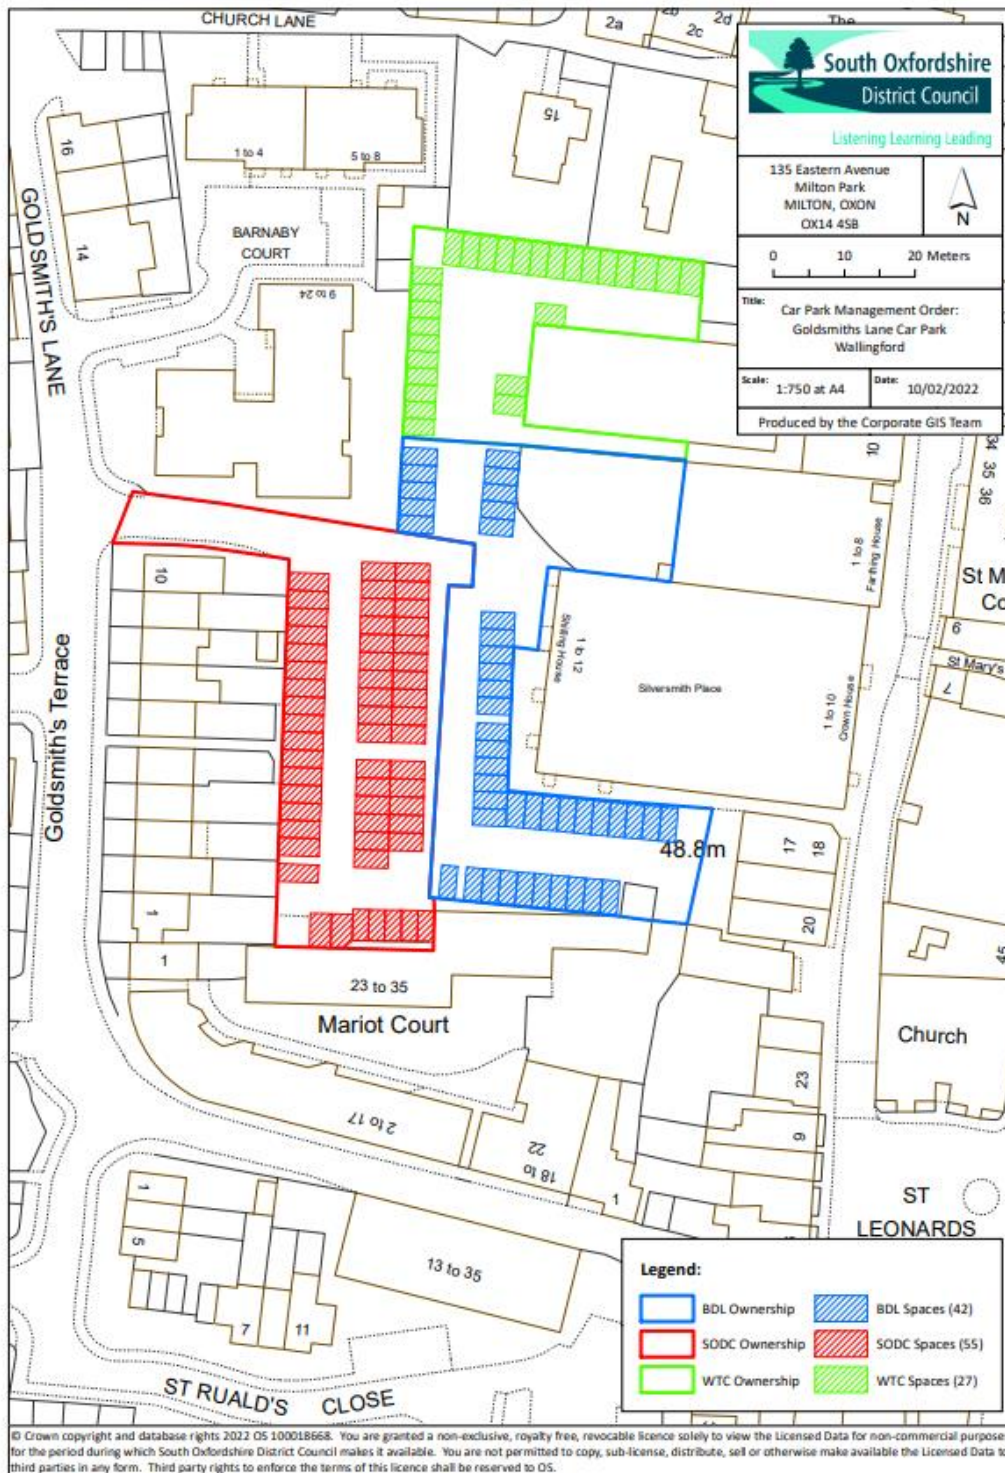 CHURCH LANE
2a
2b
2c
2d
The
South Oxfordshire
District Council
Listening Learning Leading
135 Eastern Avenue
Milton Park
MILTON, OXON
OX14 4SB
N
0 10 20 Meters
Title:
Car Park Management Order:
Goldsmiths Lane Car Park
Wallingford
Scale: 1:750 at A4
Date: 10/02/2022
Produced by the Corporate GIS Team
16
14
GOLDSMITH'S LANE
1 to 4
5 to 8
15
BARNABY
COURT
9 to 24
10
34
35
36
1 to 8
Farthing House
St M
Co
9
St Mary's
7
10
Goldsmith's Terrace
Shilling House
1 to 12
Silversmith Place
1 to 10
Crown House
48.8m
17
18
20
45
1
1
23 to 35
Mariot Court
Church
23
9
2 to 17
22
18 to
1
ST
LEONARDS
1
5
7
11
13 to 35
ST RUALD'S CLOSE
Legend:
BDL Ownership
BDL Spaces (42)
SODC Ownership
SODC Spaces (55)
WTC Ownership
WTC Spaces (27)
© Crown copyright and database rights 2022 OS 100018668. You are granted a non-exclusive, royalty free, revocable licence solely to view the Licensed Data for non-commercial purpose
for the period during which South Oxfordshire District Council makes it available. You are not permitted to copy, sub-license, distribute, sell or otherwise make available the Licensed Data to
third parties in any form. Third party rights to enforce the terms of this licence shall be reserved to OS.